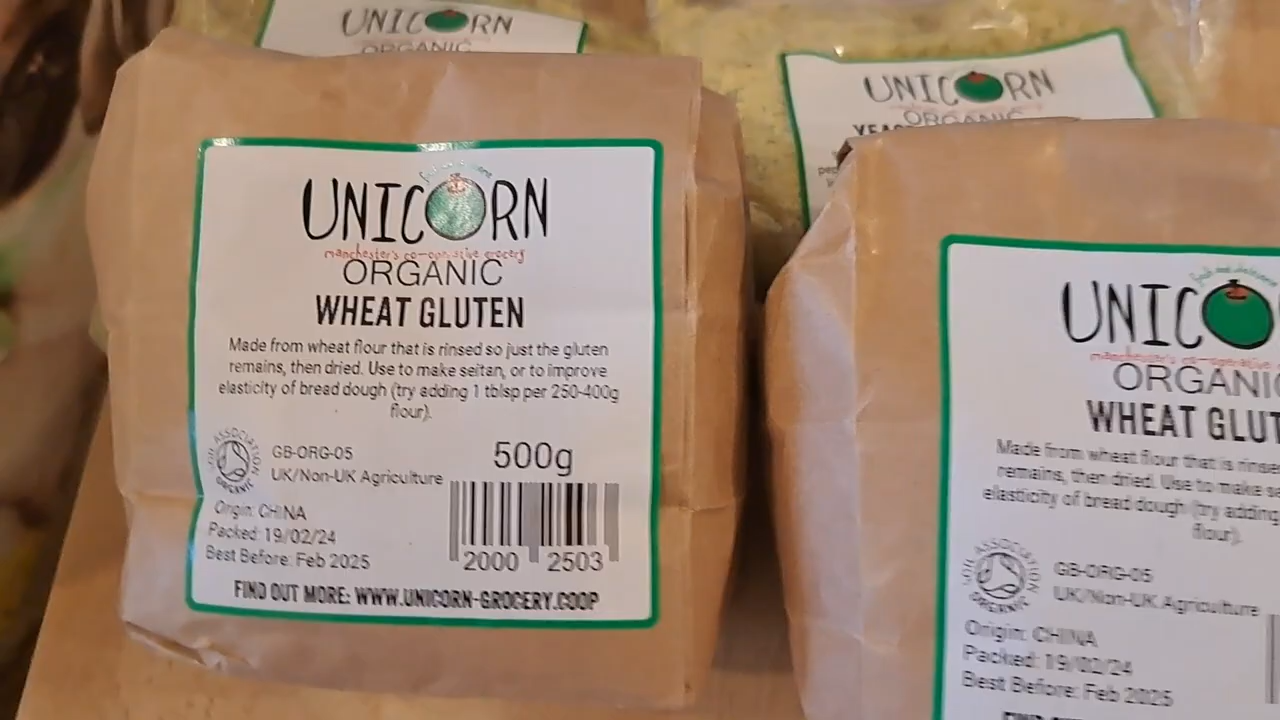 UNICORN
ORGANIC
UNICORN
ORGANIC
UNICORN
manchester's co-operative grocery
ORGANIC
WHEAT GLUTEN
Made from wheat flour that is rinsed so just the gluten
remains, then dried. Use to make seitan, or to improve
elasticity of bread dough (try adding 1 tblsp per 250-400g
flour).
SOIL ASSOCIATION ORGANIC
GB-ORG-05
UK/Non-UK Agriculture
500g
Origin: CHINA
Packed: 19/02/24
Best Before: Feb 2025
2000 2503
FIND OUT MORE: WWW.UNICORN-GROCERY.COOP
UNICO
manchester's co-operative
ORGANIC
WHEAT GLUT
Made from wheat flour that is rinse
remains, then dried. Use to make s
elasticity of bread dough (try adding
flour).
SOIL ASSOCIATION ORGANIC
GB-ORG-05
UK/Non-UK Agriculture
Origin: CHINA
Packed: 19/02/24
Best Before: Feb 2025